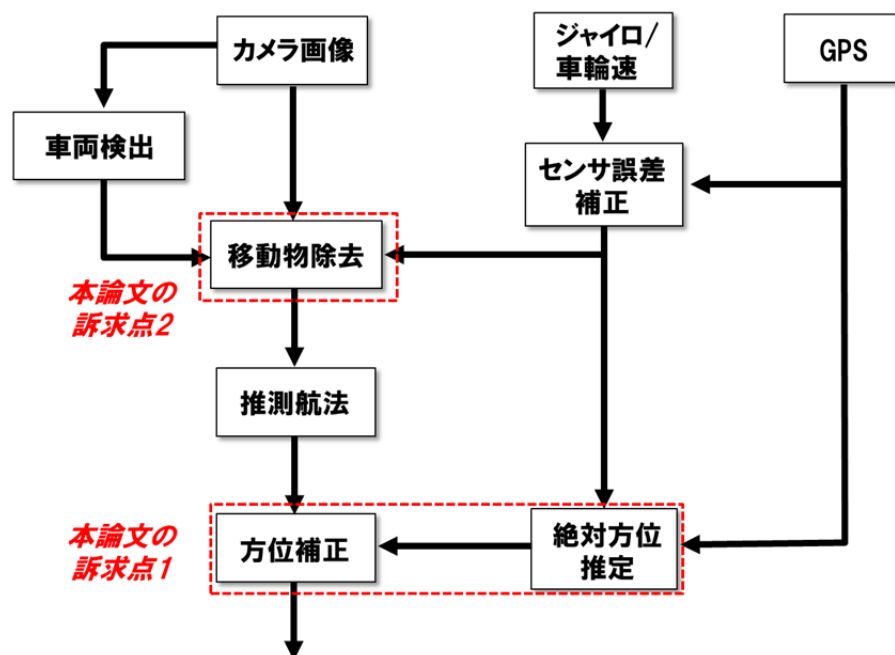 カメラ画像
ジャイロ/
車輪速
GPS
車両検出
センサ誤差
補正
移動物除去
本論文の
訴求点2
推測航法
本論文の
訴求点1
方位補正
絶対方位
推定